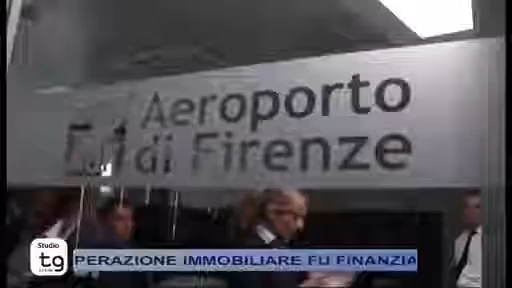 Aeroporto
di Firenze
Studio
tg
PERAZIONE IMMOBILIARE FU FINANZIA